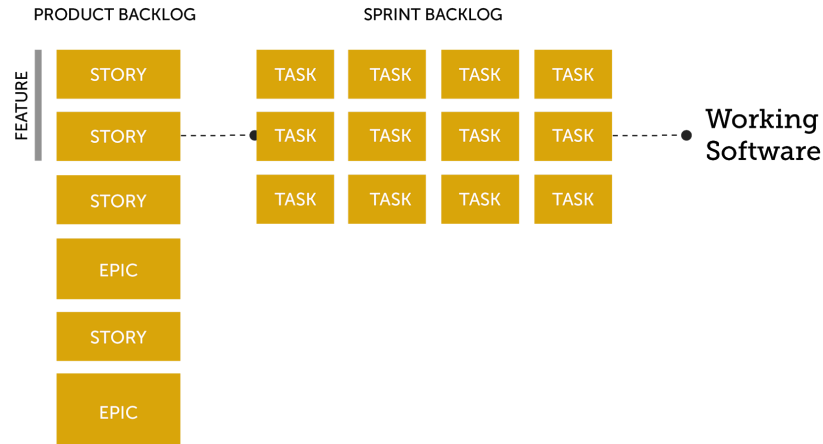 PRODUCT BACKLOG SPRINT BACKLOG
FEATURE
STORY TASK TASK TASK TASK
STORY TASK TASK TASK TASK
Working
Software
STORY TASK TASK TASK TASK
EPIC
STORY
EPIC